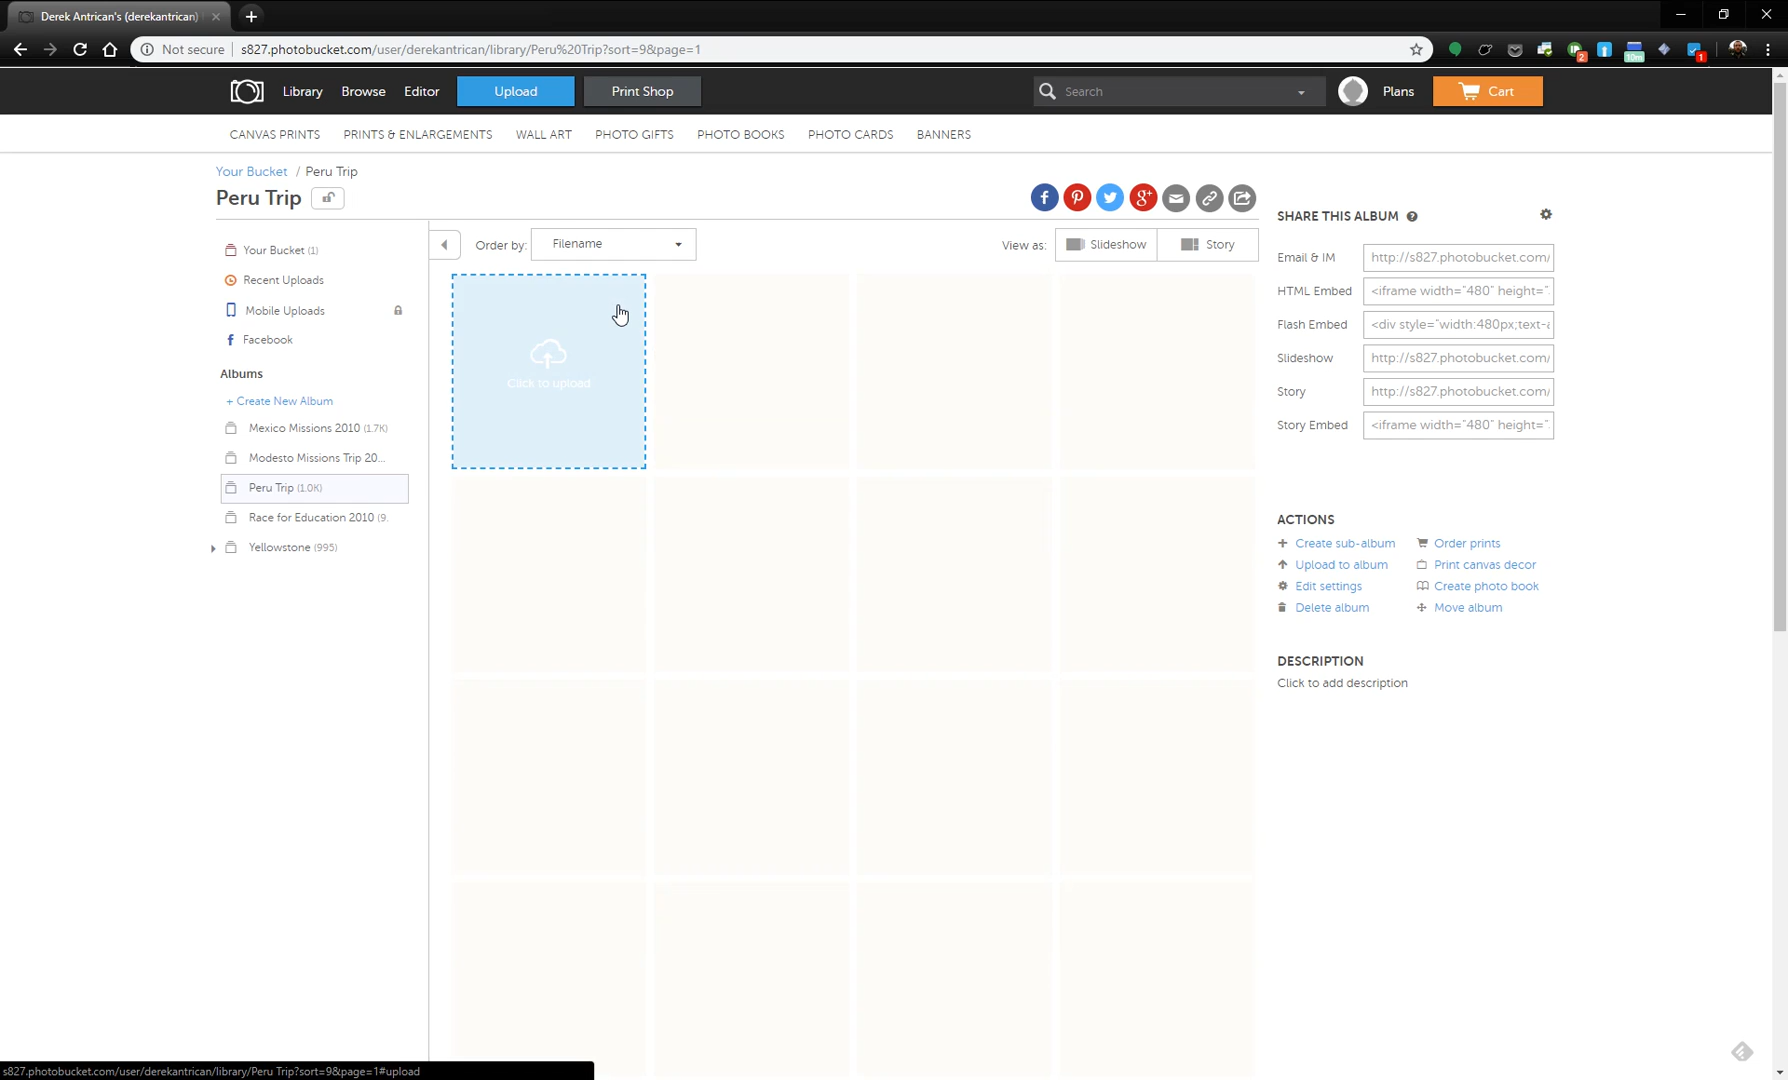 Derek Antrican's (derekantrican)
Not secure s827.photobucket.com/user/derekantrican/library/Peru%20Trip?sort=9&page=1
2
10m
1
Library Browse Editor Upload Print Shop Search Plans Cart
CANVAS PRINTS PRINTS & ENLARGEMENTS WALL ART PHOTO GIFTS PHOTO BOOKS PHOTO CARDS BANNERS
Your Bucket / Peru Trip
Peru Trip
Your Bucket (1)
Recent Uploads
Mobile Uploads
Facebook
Albums
+ Create New Album
Mexico Missions 2010 (1.7K)
Modesto Missions Trip 20...
Peru Trip (1.0K)
Race for Education 2010 (9.
Yellowstone (995)
Order by: Filename
View as: Slideshow Story
Click to upload
SHARE THIS ALBUM ?
Email & IM http://s827.photobucket.com/
HTML Embed <iframe width="480" height="
Flash Embed <div style="width:480px;text-a
Slideshow http://s827.photobucket.com/
Story http://s827.photobucket.com/
Story Embed <iframe width="480" height="
ACTIONS
Create sub-album Order prints
Upload to album Print canvas decor
Edit settings Create photo book
Delete album Move album
DESCRIPTION
Click to add description
s827.photobucket.com/user/derekantrican/library/Peru Trip?sort=9&page=1#upload